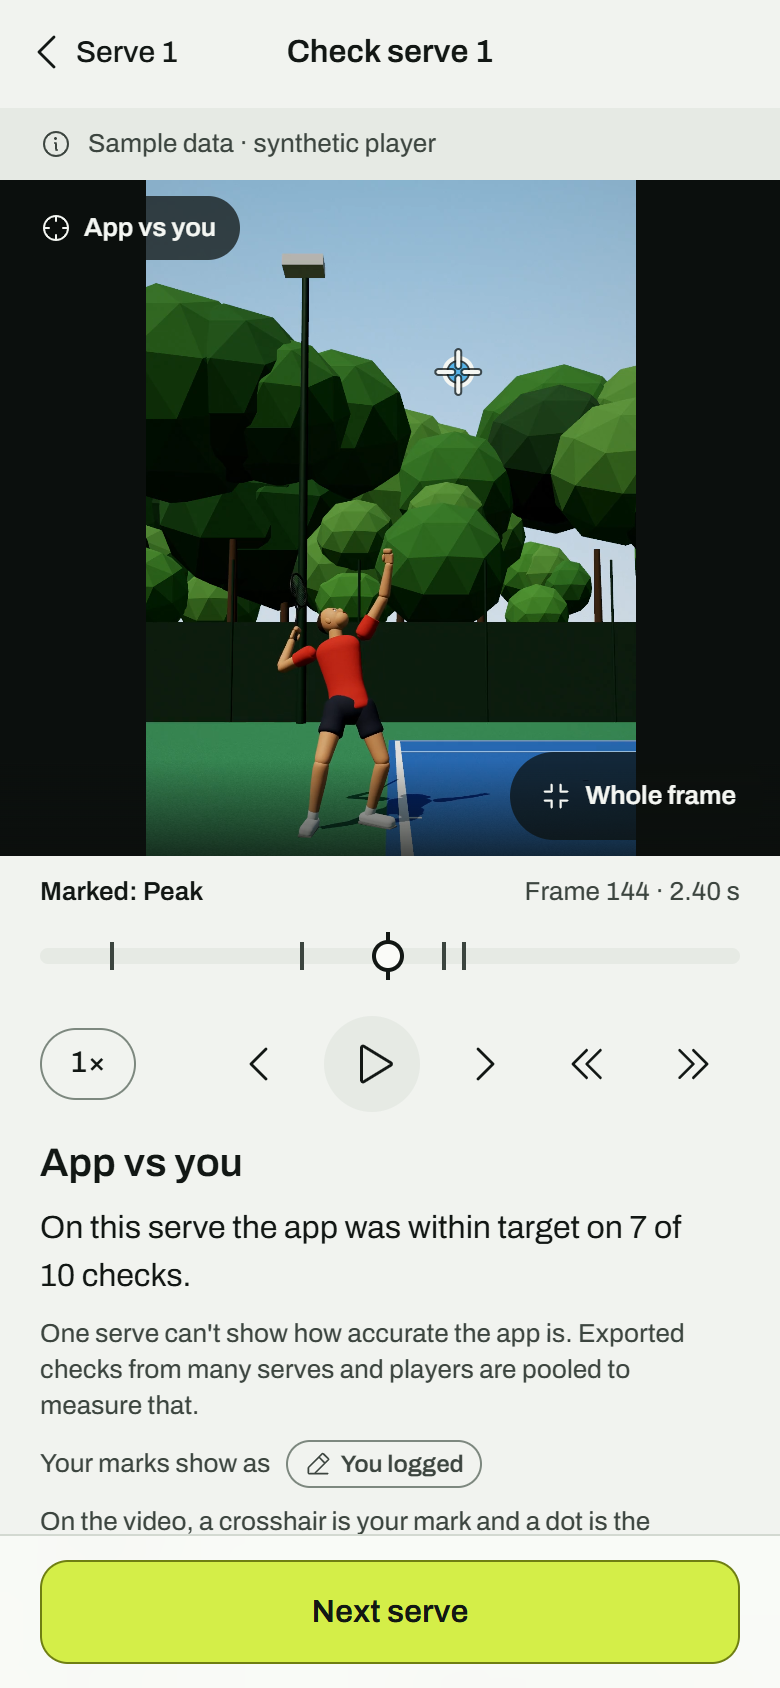 Serve 1
Check serve 1
Sample data · synthetic player
App vs you
Whole frame
Marked: Peak
Frame 144 · 2.40 s
1×
App vs you
On this serve the app was within target on 7 of
10 checks.
One serve can't show how accurate the app is. Exported
checks from many serves and players are pooled to
measure that.
Your marks show as
You logged
On the video, a crosshair is your mark and a dot is the
Next serve